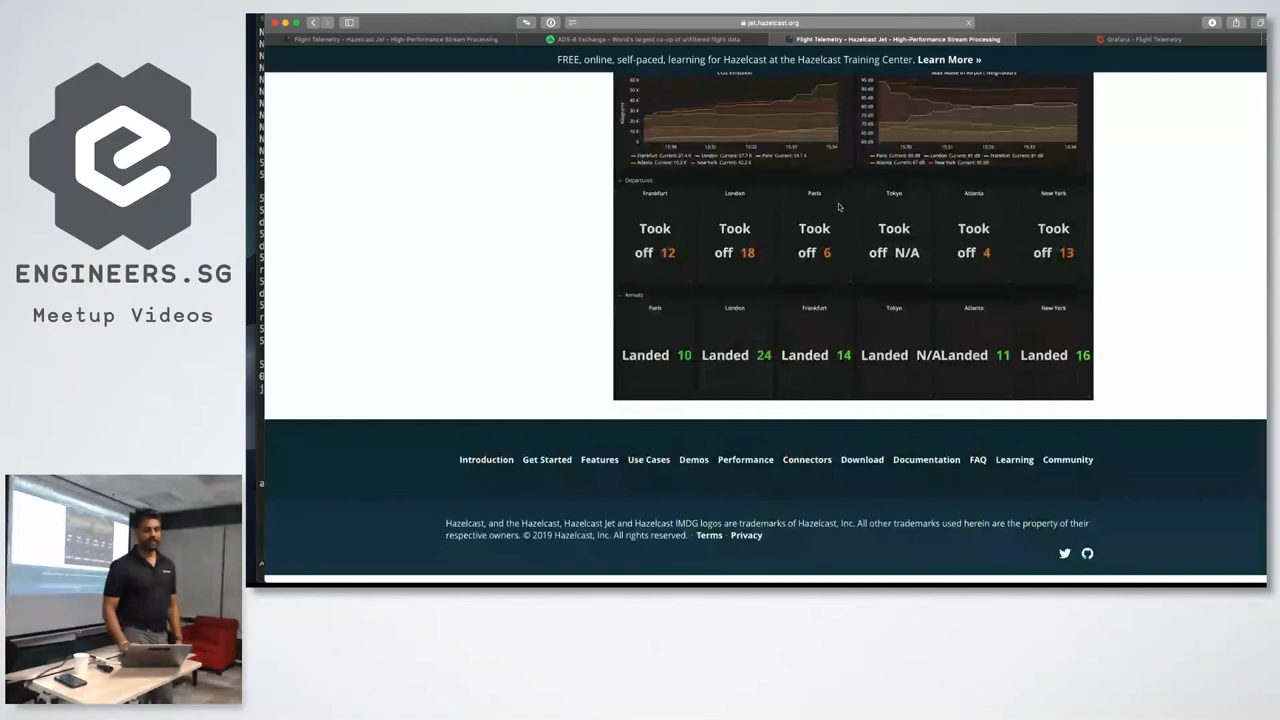 jet.hazelcast.org
Flight Telemetry - Hazelcast Jet - High-Performance Stream Processing
ADS-B Exchange - World's largest co-op of unfiltered flight data
Flight Telemetry - Hazelcast Jet - High-Performance Stream Processing
Grafana - Flight Telemetry
FREE, online, self-paced, learning for Hazelcast at the Hazelcast Training Center. Learn More »
ENGINEERS.SG
Meetup Videos
CO2 Emission
Max Noise in Airport Neighbours
Departures
Frankfurt London Paris Tokyo Atlanta New York
Took Took Took Took Took Took
off 12 off 18 off 6 off N/A off 4 off 13
Arrivals
Paris London Frankfurt Tokyo Atlanta New York
Landed 10 Landed 24 Landed 14 Landed N/A Landed 11 Landed 16
Introduction Get Started Features Use Cases Demos Performance Connectors Download Documentation FAQ Learning Community
Hazelcast, and the Hazelcast, Hazelcast Jet and Hazelcast IMDG logos are trademarks of Hazelcast, Inc. All other trademarks used herein are the property of their
respective owners. © 2019 Hazelcast, Inc. All rights reserved. · Terms · Privacy